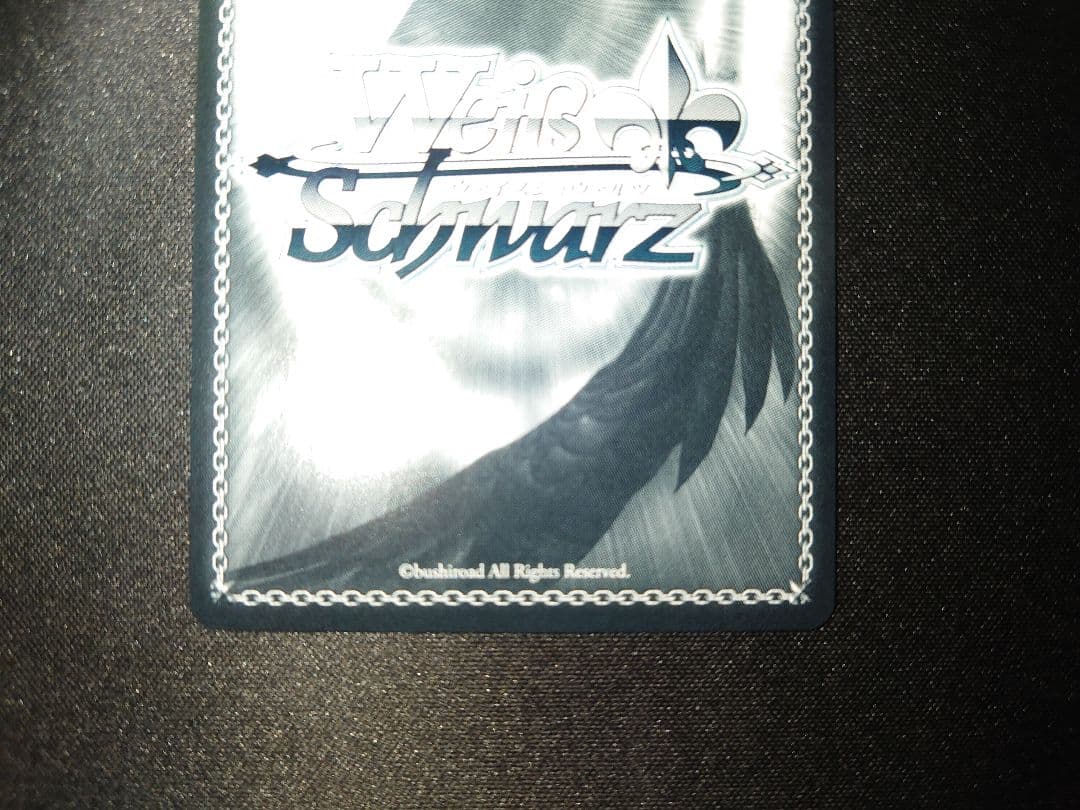 Weiß
Schwarz
©bushiroad All Rights Reserved.